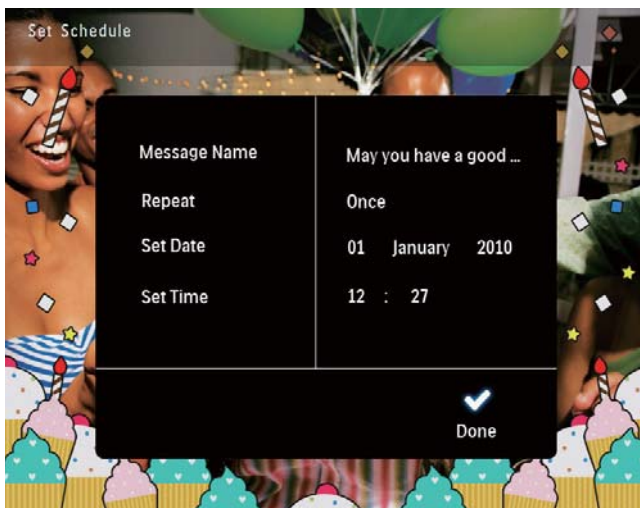 Set Schedule
Message Name May you have a good ...
Repeat Once
Set Date 01 January 2010
Set Time 12 : 27
Done